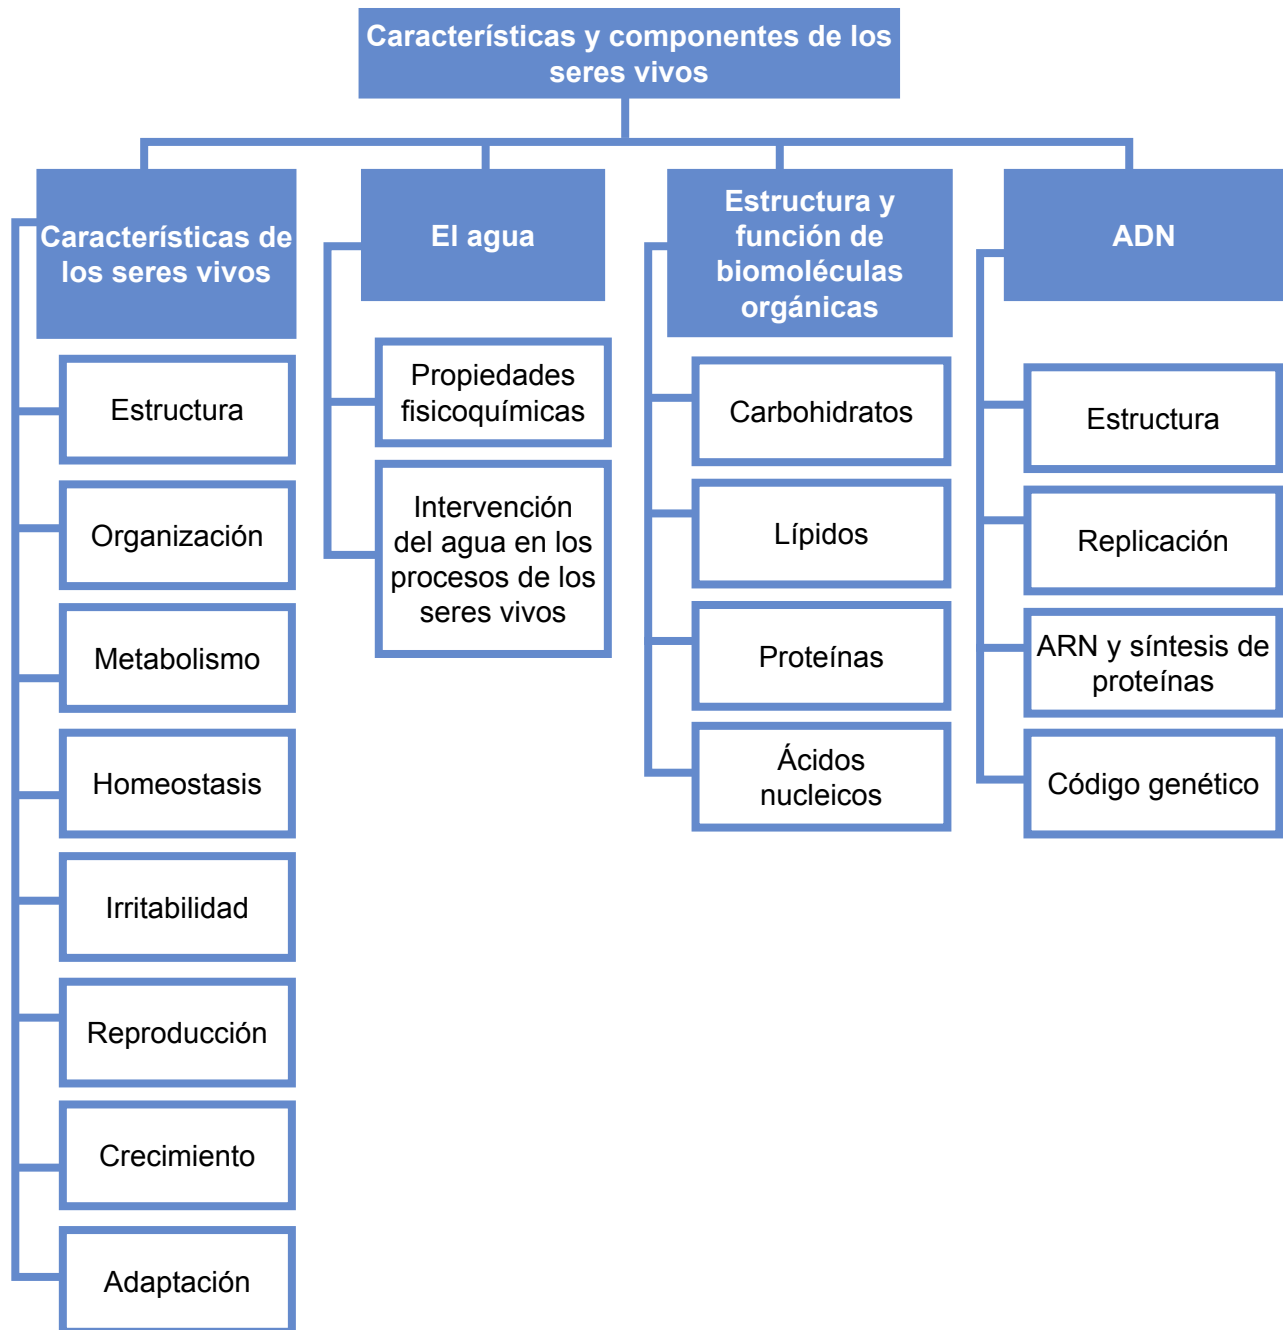 Características y componentes de los
seres vivos
Características de
los seres vivos
Estructura
Organización
Metabolismo
Homeostasis
Irritabilidad
Reproducción
Crecimiento
Adaptación
El agua
Propiedades
fisicoquímicas
Intervención
del agua en los
procesos de los
seres vivos
Estructura y
función de
biomoléculas
orgánicas
Carbohidratos
Lípidos
Proteínas
Ácidos
nucleicos
ADN
Estructura
Replicación
ARN y síntesis de
proteínas
Código genético